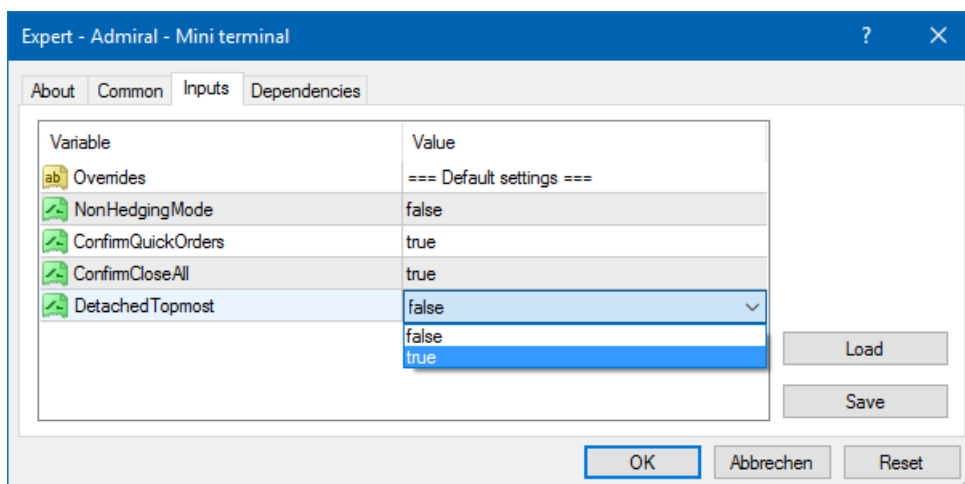 Expert - Admiral - Mini terminal ?
About Common Inputs Dependencies
Variable Value
ab Overrides === Default settings ===
NonHedgingMode false
ConfirmQuickOrders true
ConfirmCloseAll true
DetachedTopmost false
false
true
Load
Save
OK Abbrechen Reset